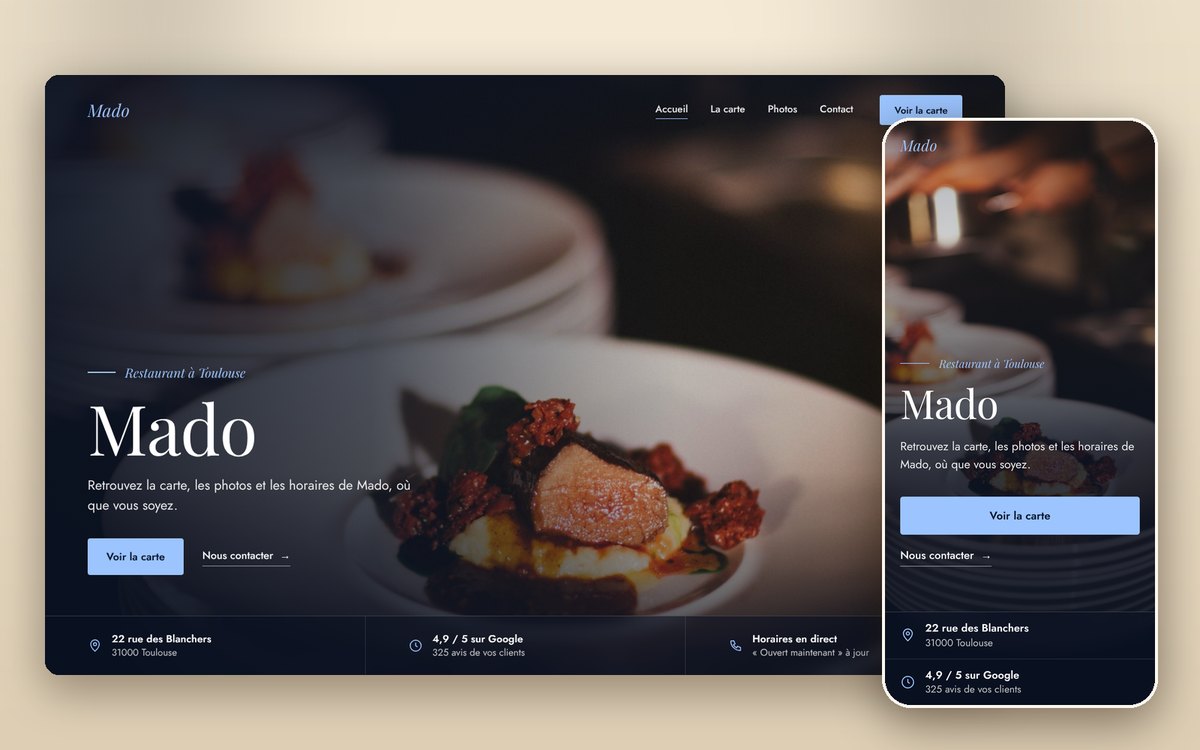 Mado
Accueil
La carte
Photos
Contact
Voir la carte
Restaurant à Toulouse
Mado
Retrouvez la carte, les photos et les horaires de Mado, où
que vous soyez.
Voir la carte
Nous contacter →
22 rue des Blanchers
31000 Toulouse
4,9 / 5 sur Google
325 avis de vos clients
Horaires en direct
« Ouvert maintenant » à jour
Mado
Restaurant à Toulouse
Mado
Retrouvez la carte, les photos et les horaires de
Mado, où que vous soyez.
Voir la carte
Nous contacter →
22 rue des Blanchers
31000 Toulouse
4,9 / 5 sur Google
325 avis de vos clients